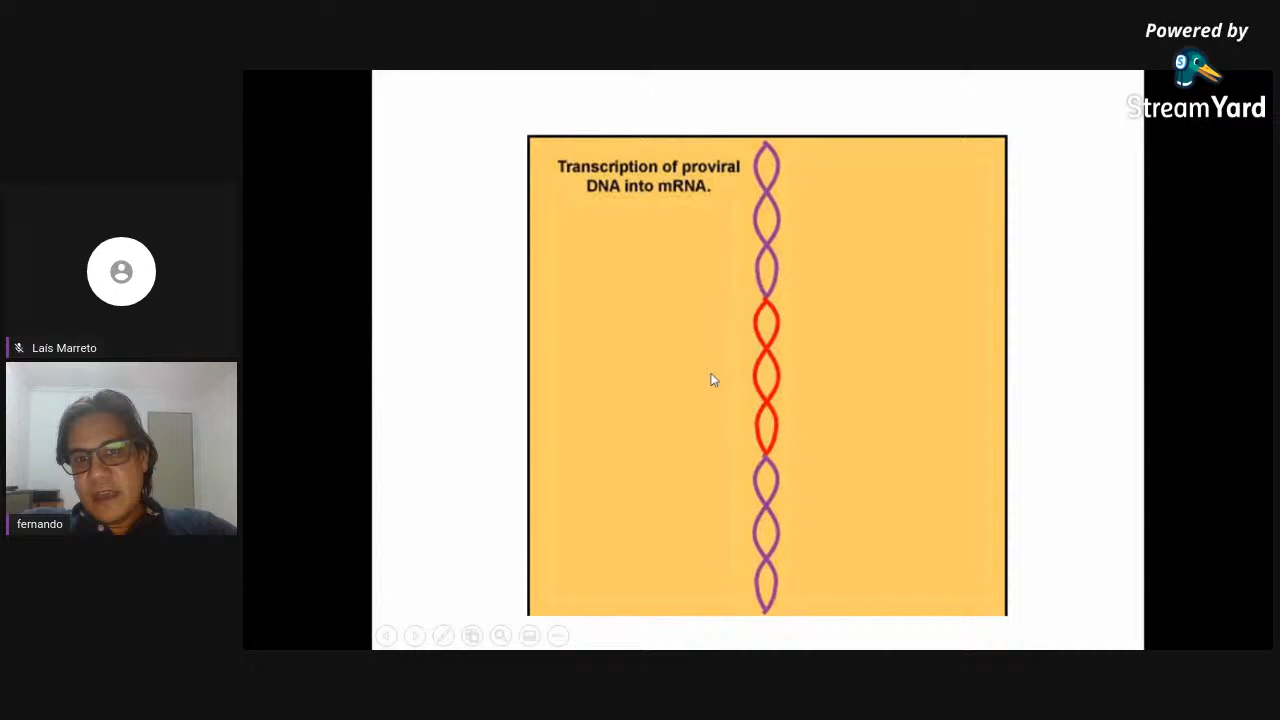 Powered by
StreamYard
Transcription of proviral
DNA into mRNA.
Laís Marreto
fernando